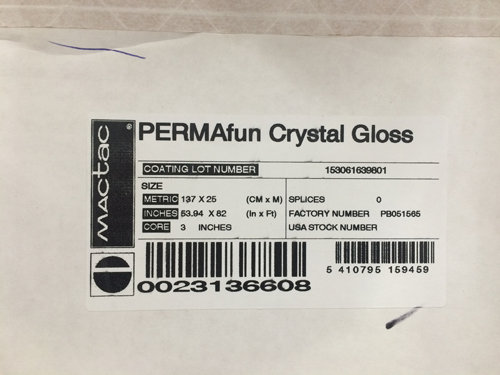 MACtac®
PERMAfun Crystal Gloss
COATING LOT NUMBER 153061639801
SIZE
METRIC 137 X 25 (CM x M) SPLICES 0
INCHES 53.94 X 82 (In x Ft) FACTORY NUMBER PB051565
CORE 3 INCHES USA STOCK NUMBER
0023136608
5 410795 159459